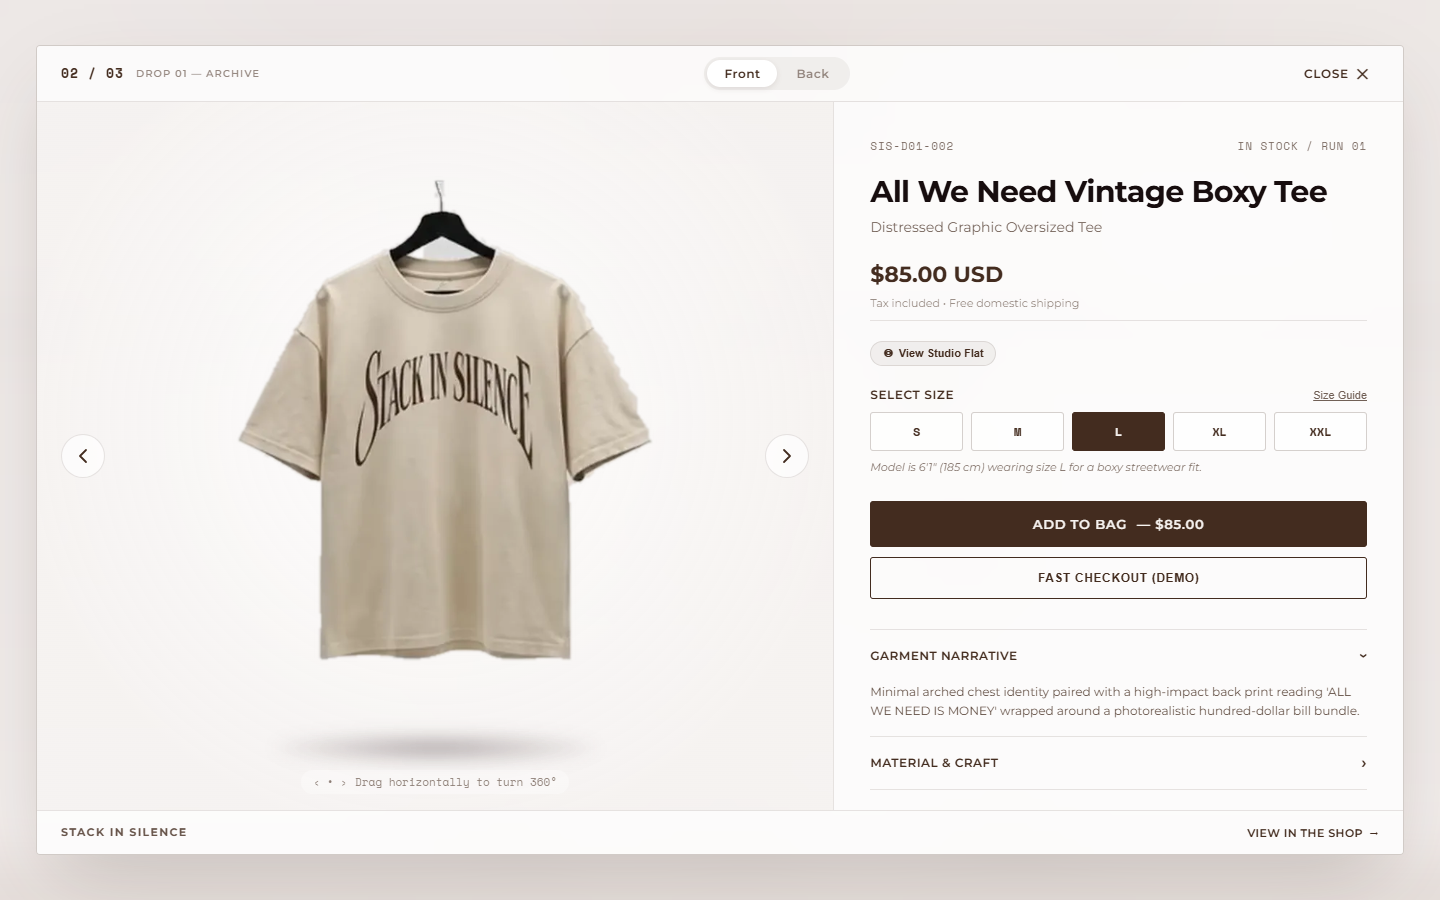 02 / 03 DROP 01 — ARCHIVE
Front Back
CLOSE ×
STACK IN SILENCE
‹ • › Drag horizontally to turn 360°
SIS-D01-002 IN STOCK / RUN 01
All We Need Vintage Boxy Tee
Distressed Graphic Oversized Tee
$85.00 USD
Tax included • Free domestic shipping
View Studio Flat
SELECT SIZE Size Guide
S M L XL XXL
Model is 6'1" (185 cm) wearing size L for a boxy streetwear fit.
ADD TO BAG — $85.00
FAST CHECKOUT (DEMO)
GARMENT NARRATIVE
Minimal arched chest identity paired with a high-impact back print reading 'ALL
WE NEED IS MONEY' wrapped around a photorealistic hundred-dollar bill bundle.
MATERIAL & CRAFT ›
STACK IN SILENCE VIEW IN THE SHOP →